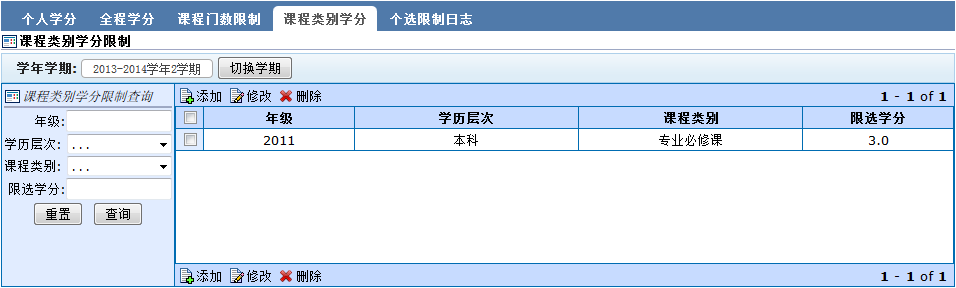 个人学分 全程学分 课程门数限制 课程类别学分 个选限制日志
课程类别学分限制
学年学期: 2013-2014学年2学期 切换学期
课程类别学分限制查询
年级:
学历层次: ...
课程类别: ...
限选学分:
重置 查询
添加 修改 删除 1 - 1 of 1
年级 学历层次 课程类别 限选学分
2011 本科 专业必修课 3.0
添加 修改 删除 1 - 1 of 1